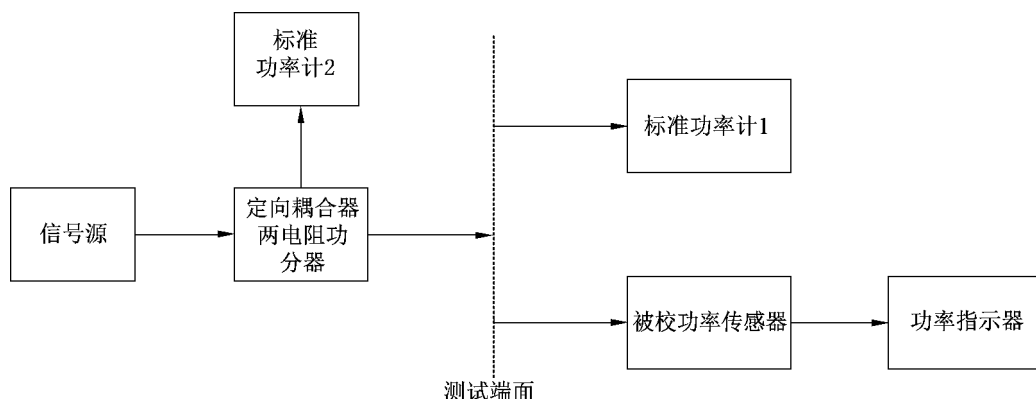 标准
功率计2
标准功率计1
信号源
定向耦合器
两电阻功
分器
被校功率传感器
功率指示器
测试端面